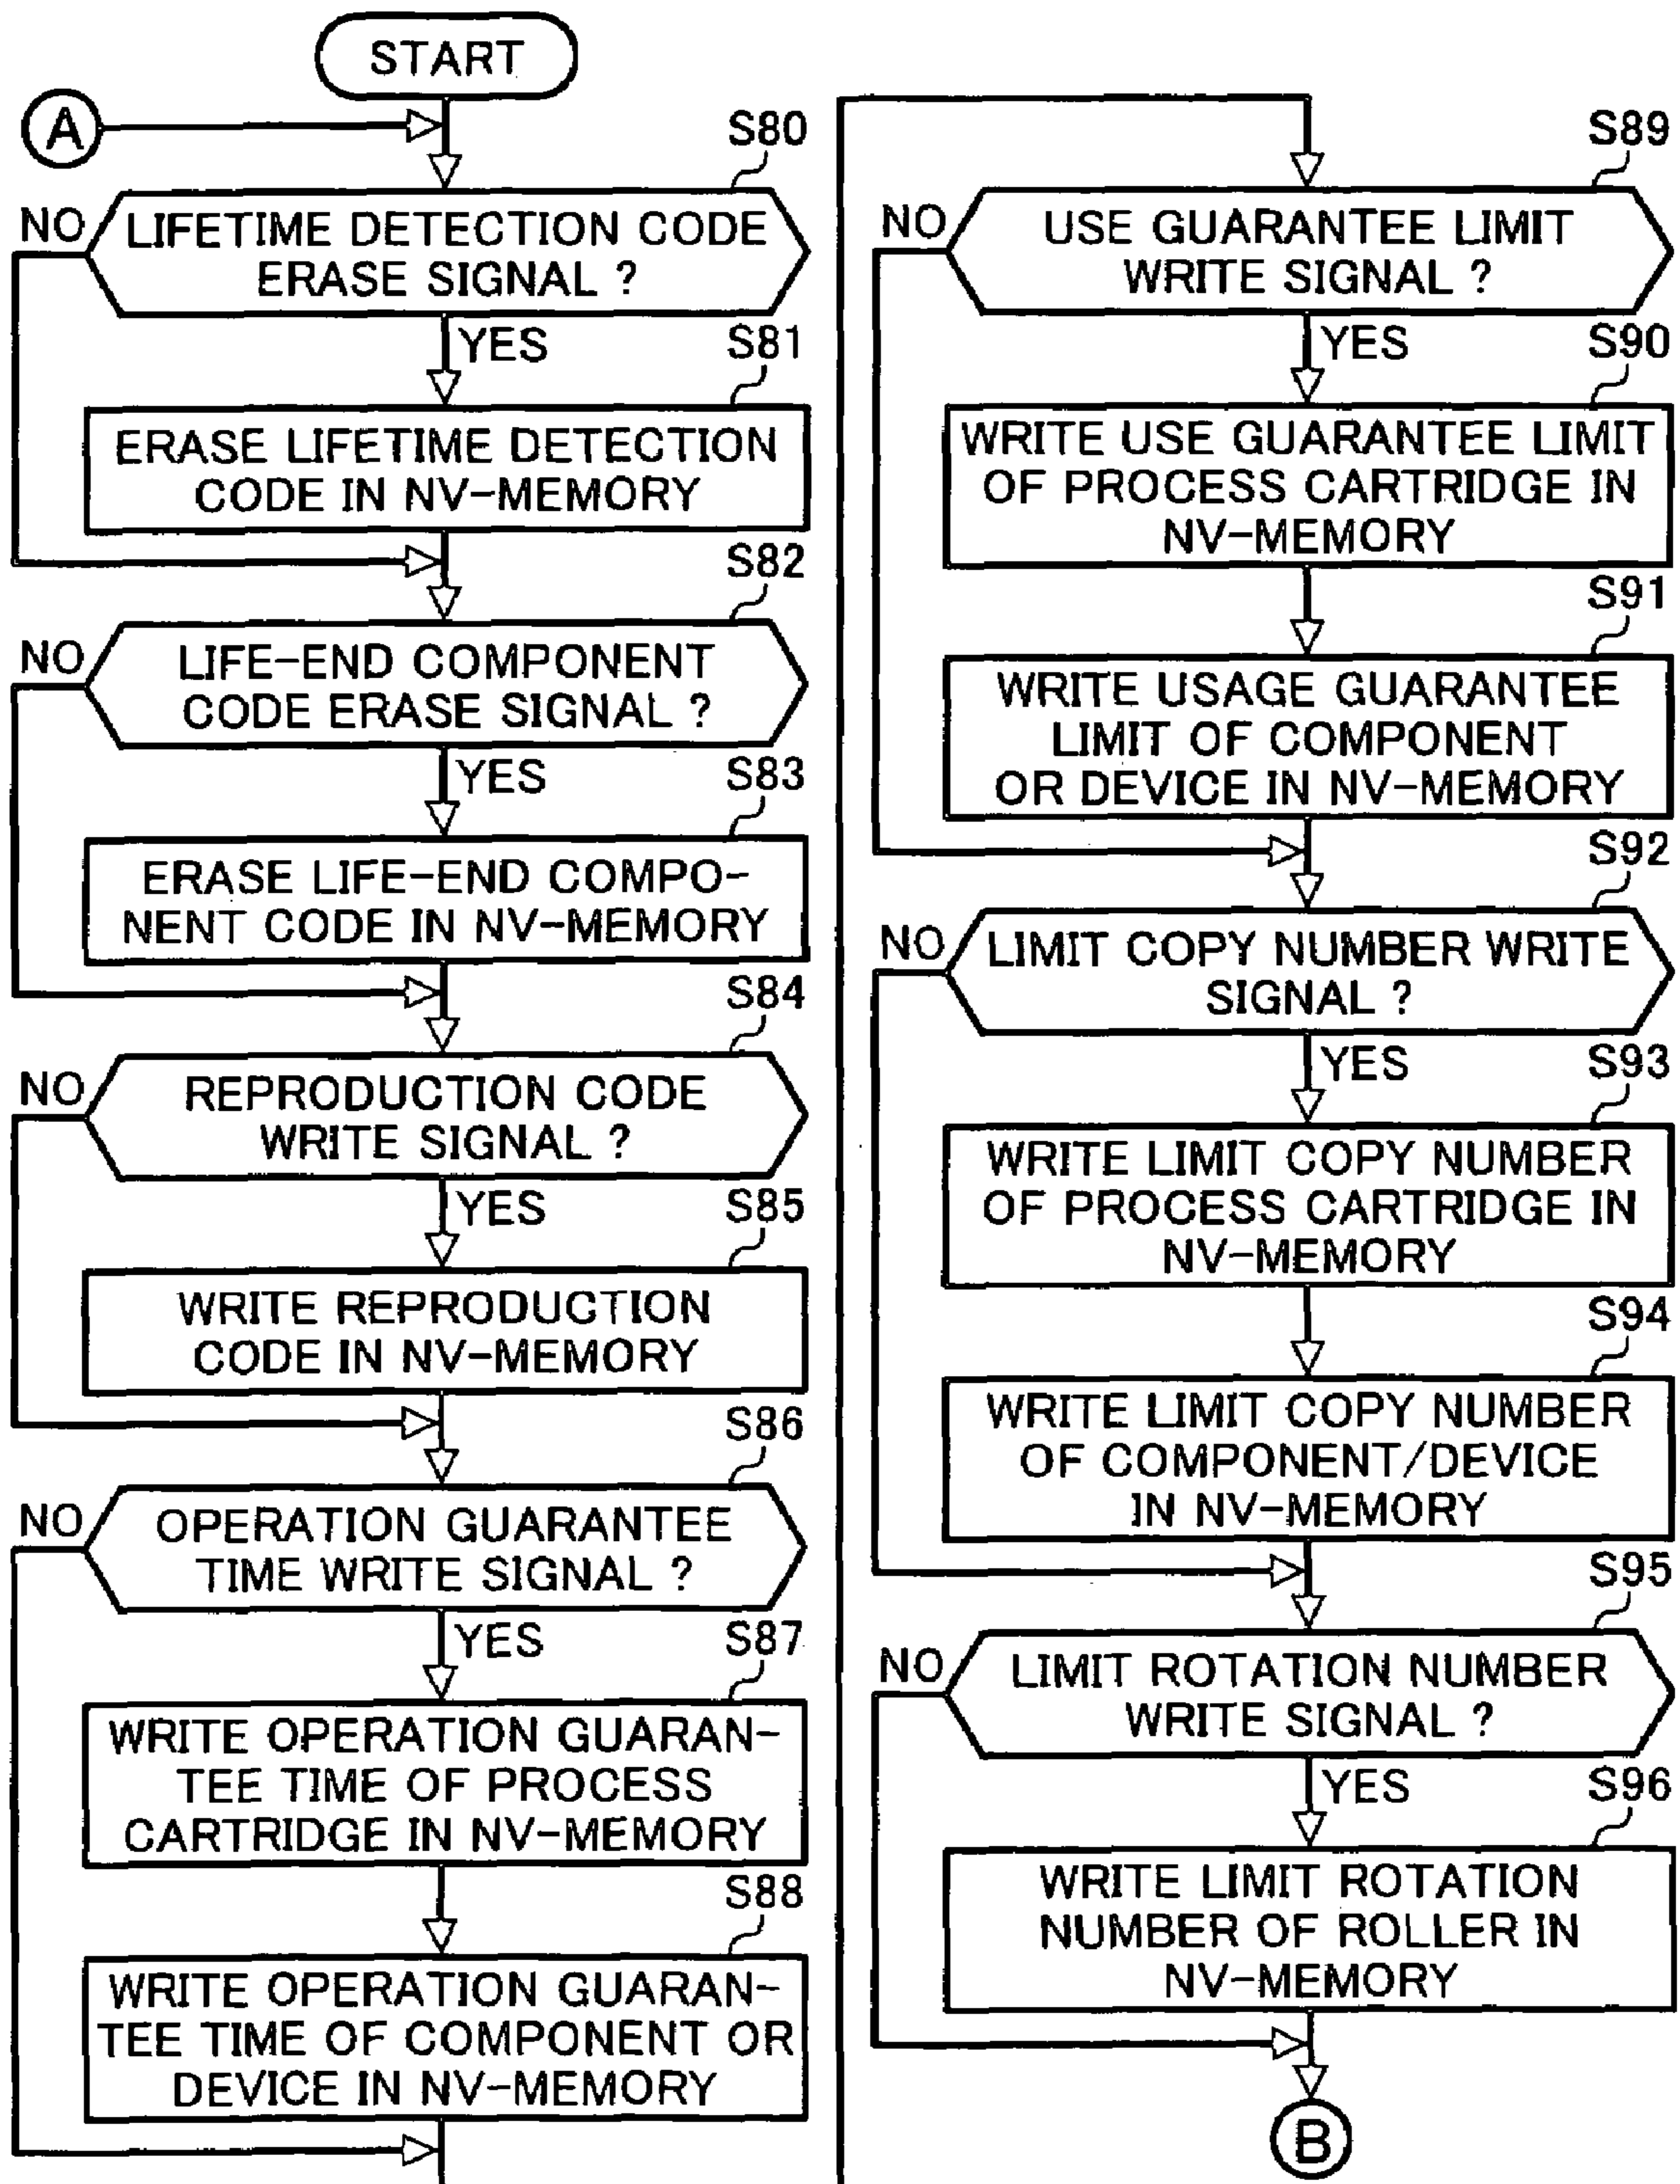 START
A
S80
NO
LIFETIME DETECTION CODE
ERASE SIGNAL ?
YES
S81
ERASE LIFETIME DETECTION
CODE IN NV-MEMORY
S82
NO
LIFE-END COMPONENT
CODE ERASE SIGNAL ?
YES
S83
ERASE LIFE-END COMPO-
NENT CODE IN NV-MEMORY
S84
NO
REPRODUCTION CODE
WRITE SIGNAL ?
YES
S85
WRITE REPRODUCTION
CODE IN NV-MEMORY
S86
NO
OPERATION GUARANTEE
TIME WRITE SIGNAL ?
YES
S87
WRITE OPERATION GUARAN-
TEE TIME OF PROCESS
CARTRIDGE IN NV-MEMORY
S88
WRITE OPERATION GUARAN-
TEE TIME OF COMPONENT OR
DEVICE IN NV-MEMORY
S89
NO
USE GUARANTEE LIMIT
WRITE SIGNAL ?
YES
S90
WRITE USE GUARANTEE LIMIT
OF PROCESS CARTRIDGE IN
NV-MEMORY
S91
WRITE USAGE GUARANTEE
LIMIT OF COMPONENT
OR DEVICE IN NV-MEMORY
S92
NO
LIMIT COPY NUMBER WRITE
SIGNAL ?
YES
S93
WRITE LIMIT COPY NUMBER
OF PROCESS CARTRIDGE IN
NV-MEMORY
S94
WRITE LIMIT COPY NUMBER
OF COMPONENT/DEVICE
IN NV-MEMORY
S95
NO
LIMIT ROTATION NUMBER
WRITE SIGNAL ?
YES
S96
WRITE LIMIT ROTATION
NUMBER OF ROLLER IN
NV-MEMORY
B